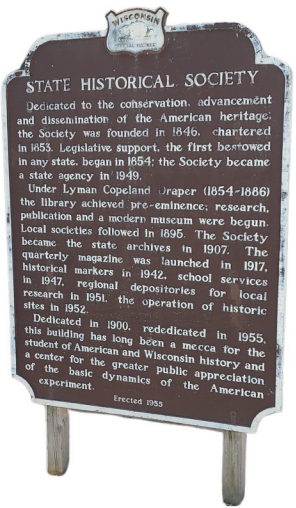 WISCONSIN
OFFICIAL MARKER
STATE HISTORICAL SOCIETY
Dedicated to the conservation, advancement
and dissemination of the American heritage,
the Society was founded in 1846, chartered
in 1853. Legislative support, the first bestowed
in any state, began in 1854; the Society became
a state agency in 1949.
Under Lyman Copeland Draper (1854-1886)
the library achieved pre-eminence; research,
publication and a modern museum were begun.
Local societies followed in 1895. The Society
became the state archives in 1907. The
quarterly magazine was launched in 1917,
historical markers in 1942, school services
in 1947, regional depositories for local
research in 1951, the operation of historic
sites in 1952.
Dedicated in 1900, rededicated in 1955,
this building has long been a mecca for the
student of American and Wisconsin history and
a center for the greater public appreciation
of the basic dynamics of the American
experiment.
Erected 1955